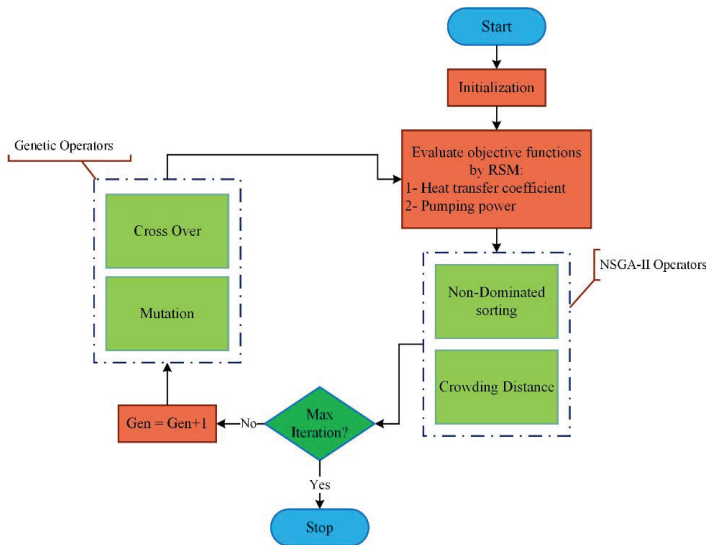 Start
Initialization
Genetic Operators
Evaluate objective functions
by RSM:
1- Heat transfer coefficient
2- Pumping power
Cross Over
Mutation
NSGA-II Operators
Non-Dominated
sorting
Crowding Distance
Max
Iteration?
No
Gen = Gen+1
Yes
Stop